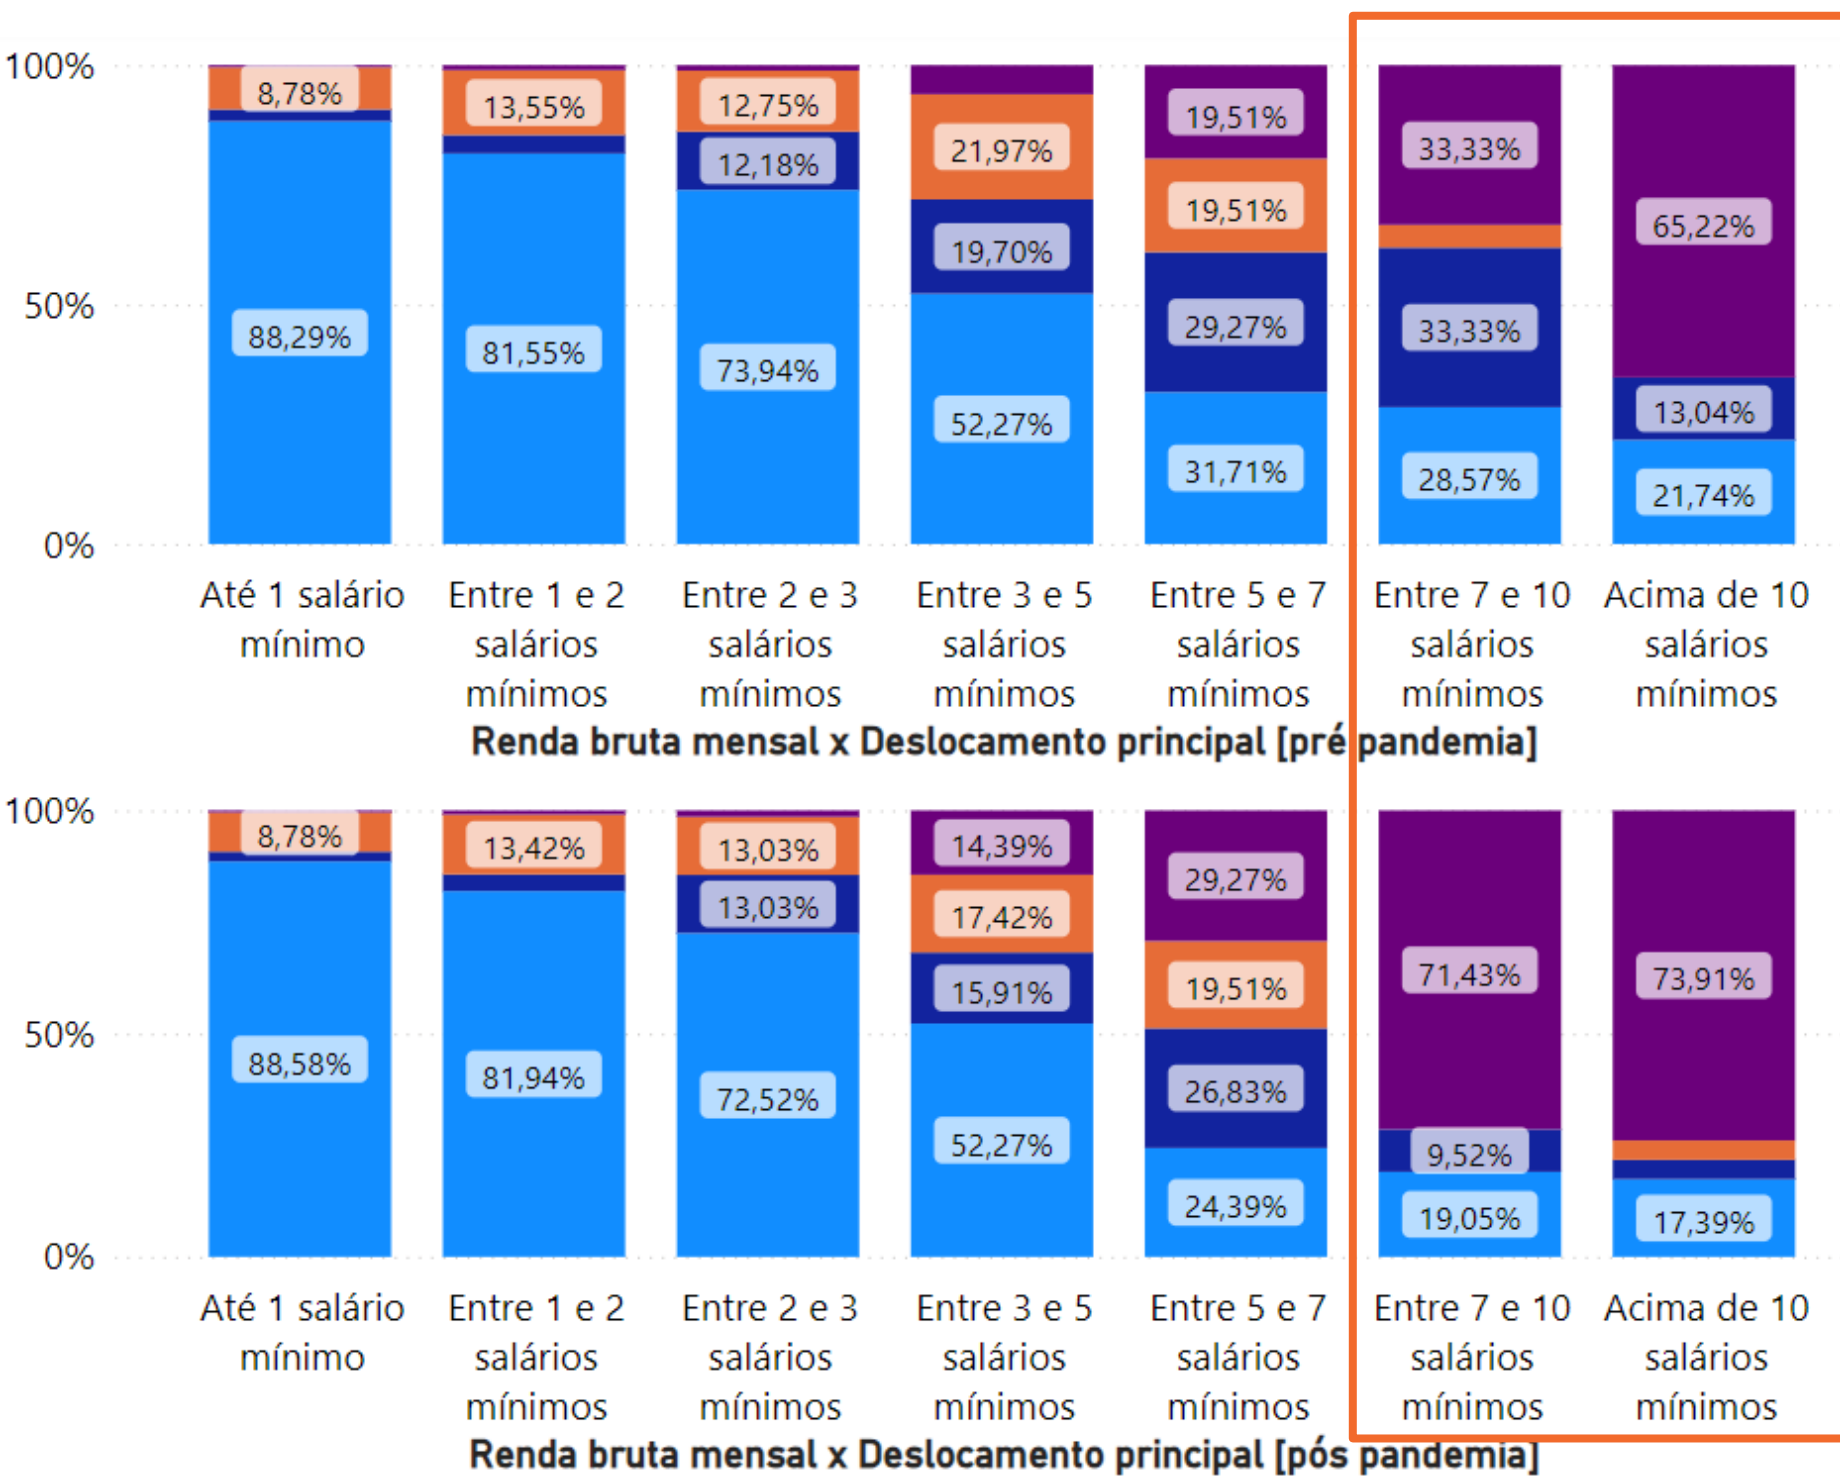 100%
8,78%
13,55%
12,75%
12,18%
21,97%
19,51%
33,33%
65,22%
19,70%
19,51%
50%
88,29%
81,55%
73,94%
52,27%
29,27%
33,33%
13,04%
31,71%
28,57%
21,74%
0%
Até 1 salário mínimo
Entre 1 e 2 salários mínimos
Entre 2 e 3 salários mínimos
Entre 3 e 5 salários mínimos
Entre 5 e 7 salários mínimos
Entre 7 e 10 salários mínimos
Acima de 10 salários mínimos
Renda bruta mensal x Deslocamento principal [pré pandemia]
100%
8,78%
13,42%
13,03%
13,03%
14,39%
17,42%
15,91%
29,27%
19,51%
71,43%
73,91%
50%
88,58%
81,94%
72,52%
52,27%
26,83%
24,39%
9,52%
19,05%
17,39%
0%
Até 1 salário mínimo
Entre 1 e 2 salários mínimos
Entre 2 e 3 salários mínimos
Entre 3 e 5 salários mínimos
Entre 5 e 7 salários mínimos
Entre 7 e 10 salários mínimos
Acima de 10 salários mínimos
Renda bruta mensal x Deslocamento principal [pós pandemia]